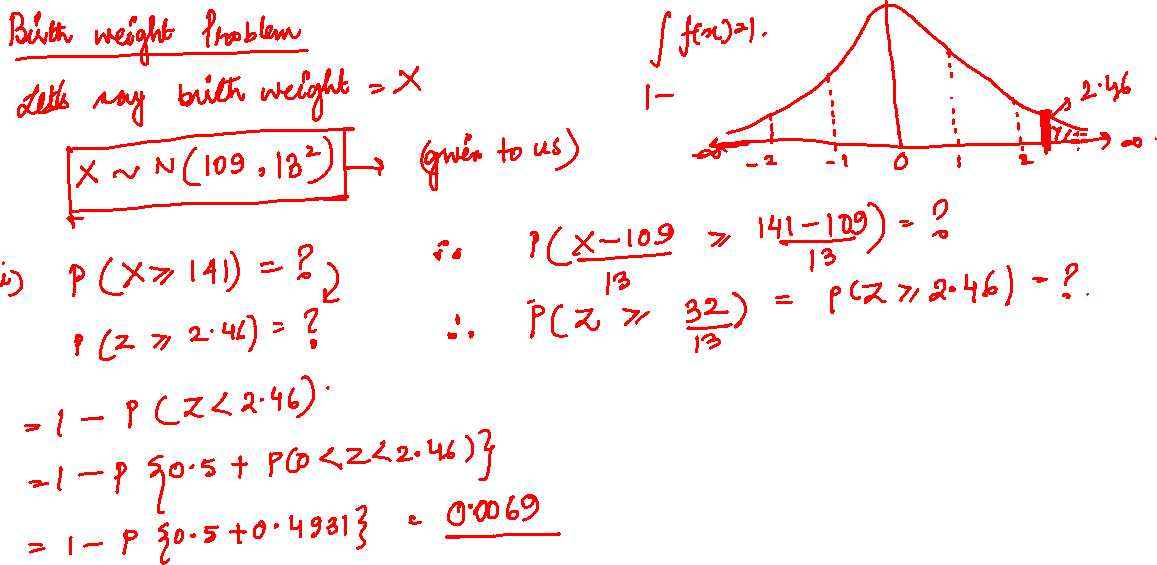 Birth weight Problem
Let's say birth weight = X
X ~ N(109, 13²) → (given to us)
∫ f(x)=1.
1 -
2.46
-∞ -2 -1 0 1 2 ∞
i) P(X ⩾ 141) = ?
P(Z ⩾ 2.46) = ?
= 1 - P(Z < 2.46).
= 1 - P {0.5 + P(0 < Z < 2.46)}
= 1 - P {0.5 + 0.4931} = 0.0069
P(X-109/13 ⩾ 141-109/13) = ?
∴ P(Z ⩾ 32/13) = P(Z ⩾ 2.46) = ?.